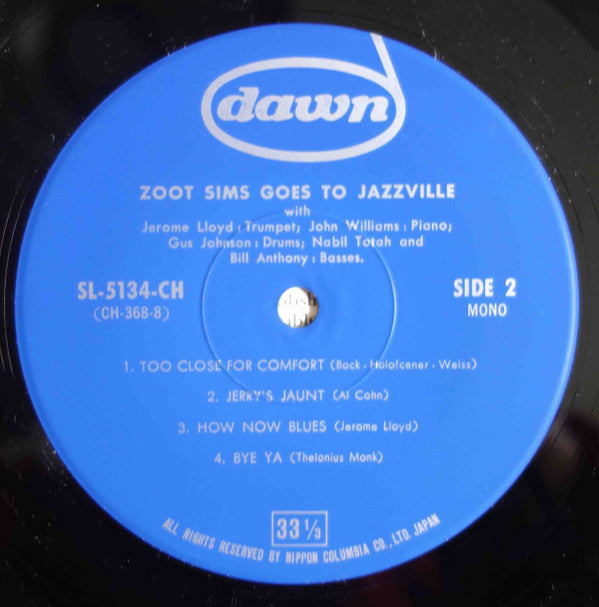 dawn
ZOOT SIMS GOES TO JAZZVILLE
with
Jerome Lloyd : Trumpet; John Williams : Piano;
Gus Johnson : Drums; Nabil Totah and
Bill Anthony : Basses.
SL-5134-CH
(CH-368-8)
SIDE 2
MONO
1. TOO CLOSE FOR COMFORT (Bock - Holofcener - Weiss)
2. JERRY'S JAUNT (Al Cohn)
3. HOW NOW BLUES (Jerome Lloyd)
4. BYE YA (Thelonius Monk)
33 1/3
ALL RIGHTS RESERVED BY NIPPON COLUMBIA CO., LTD. JAPAN